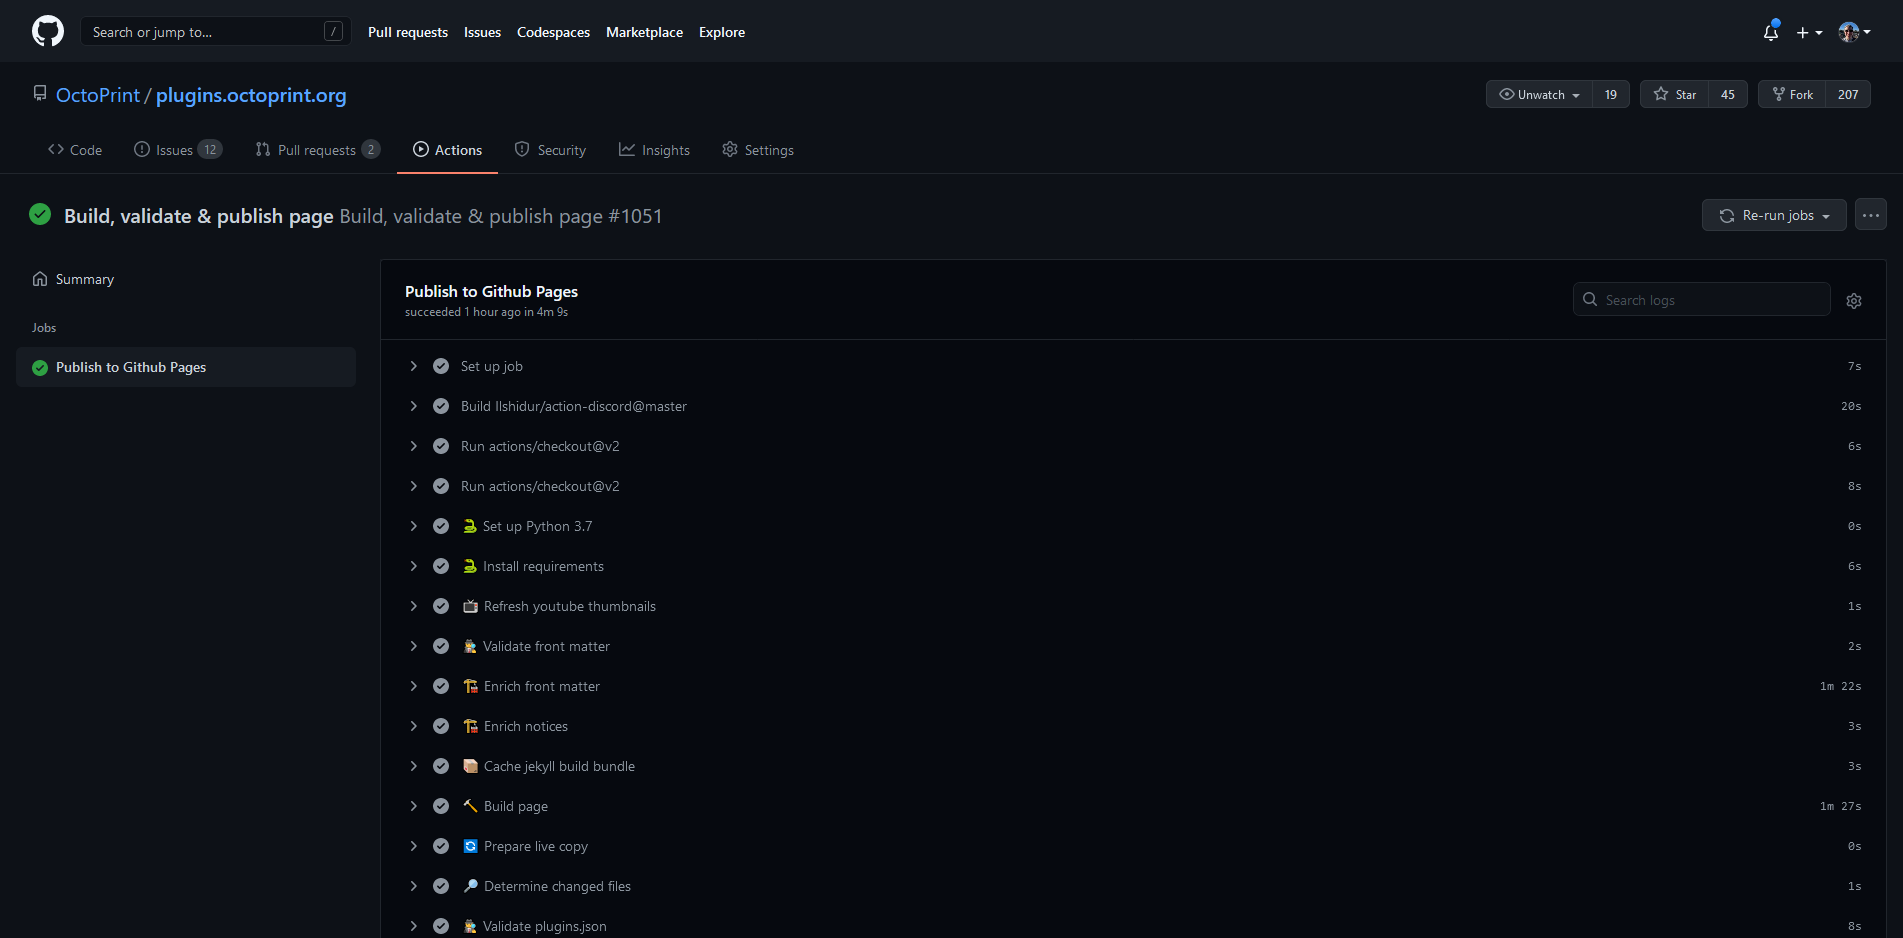 Search or jump to... /
Pull requests Issues Codespaces Marketplace Explore
OctoPrint / plugins.octoprint.org
Unwatch 19 Star 45 Fork 207
Code Issues 12 Pull requests 2 Actions Security Insights Settings
Build, validate & publish page Build, validate & publish page #1051
Re-run jobs
Summary
Jobs
Publish to Github Pages
Publish to Github Pages
succeeded 1 hour ago in 4m 9s
Search logs
Set up job 7s
Build Ilshidur/action-discord@master 20s
Run actions/checkout@v2 6s
Run actions/checkout@v2 8s
Set up Python 3.7 0s
Install requirements 6s
Refresh youtube thumbnails 1s
Validate front matter 2s
Enrich front matter 1m 22s
Enrich notices 3s
Cache jekyll build bundle 3s
Build page 1m 27s
Prepare live copy 0s
Determine changed files 1s
Validate plugins.json 8s